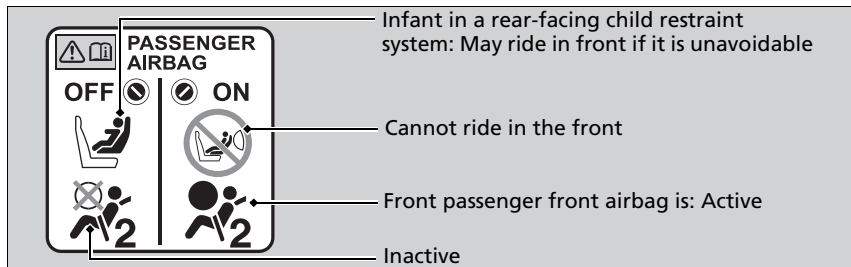 PASSENGER
AIRBAG
OFF ON
2 2
Infant in a rear-facing child restraint
system: May ride in front if it is unavoidable
Cannot ride in the front
Front passenger front airbag is: Active
Inactive